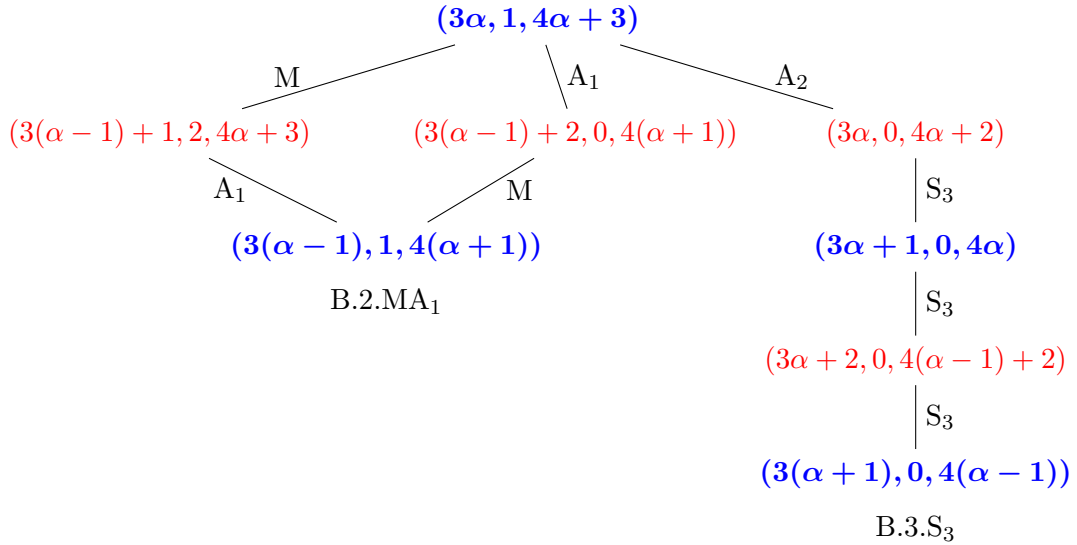 (3α, 1, 4α + 3)
M
A₁
A₂
(3(α − 1) + 1, 2, 4α + 3)
(3(α − 1) + 2, 0, 4(α + 1))
(3α, 0, 4α + 2)
A₁
M
S₃
(3(α − 1), 1, 4(α + 1))
(3α + 1, 0, 4α)
B.2.MA₁
S₃
(3α + 2, 0, 4(α − 1) + 2)
S₃
(3(α + 1), 0, 4(α − 1))
B.3.S₃